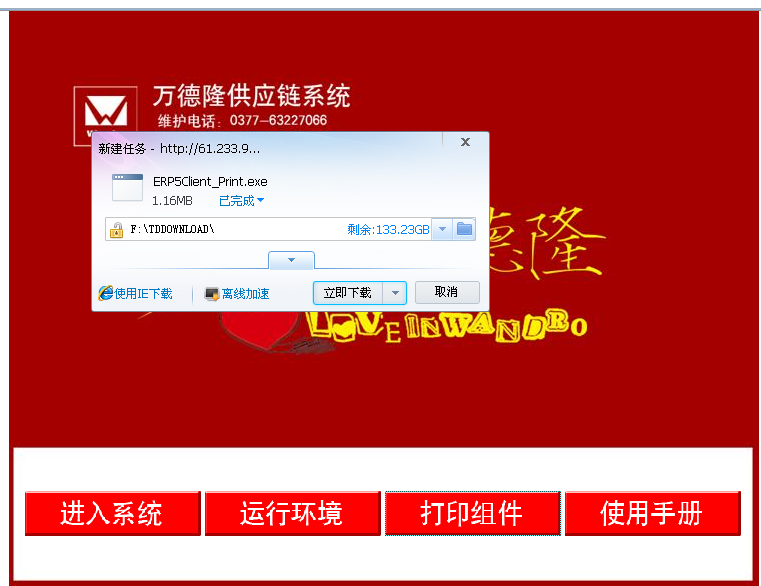 万德隆供应链系统
维护电话: 0377-63227066
新建任务 - http://61.233.9...
ERP5Client_Print.exe
1.16MB 已完成
F:\TDDOWNLOAD\ 剩余:133.23GB
使用IE下载 离线加速 立即下载 取消
德隆
LOVEINWANDRO
进入系统 运行环境 打印组件 使用手册